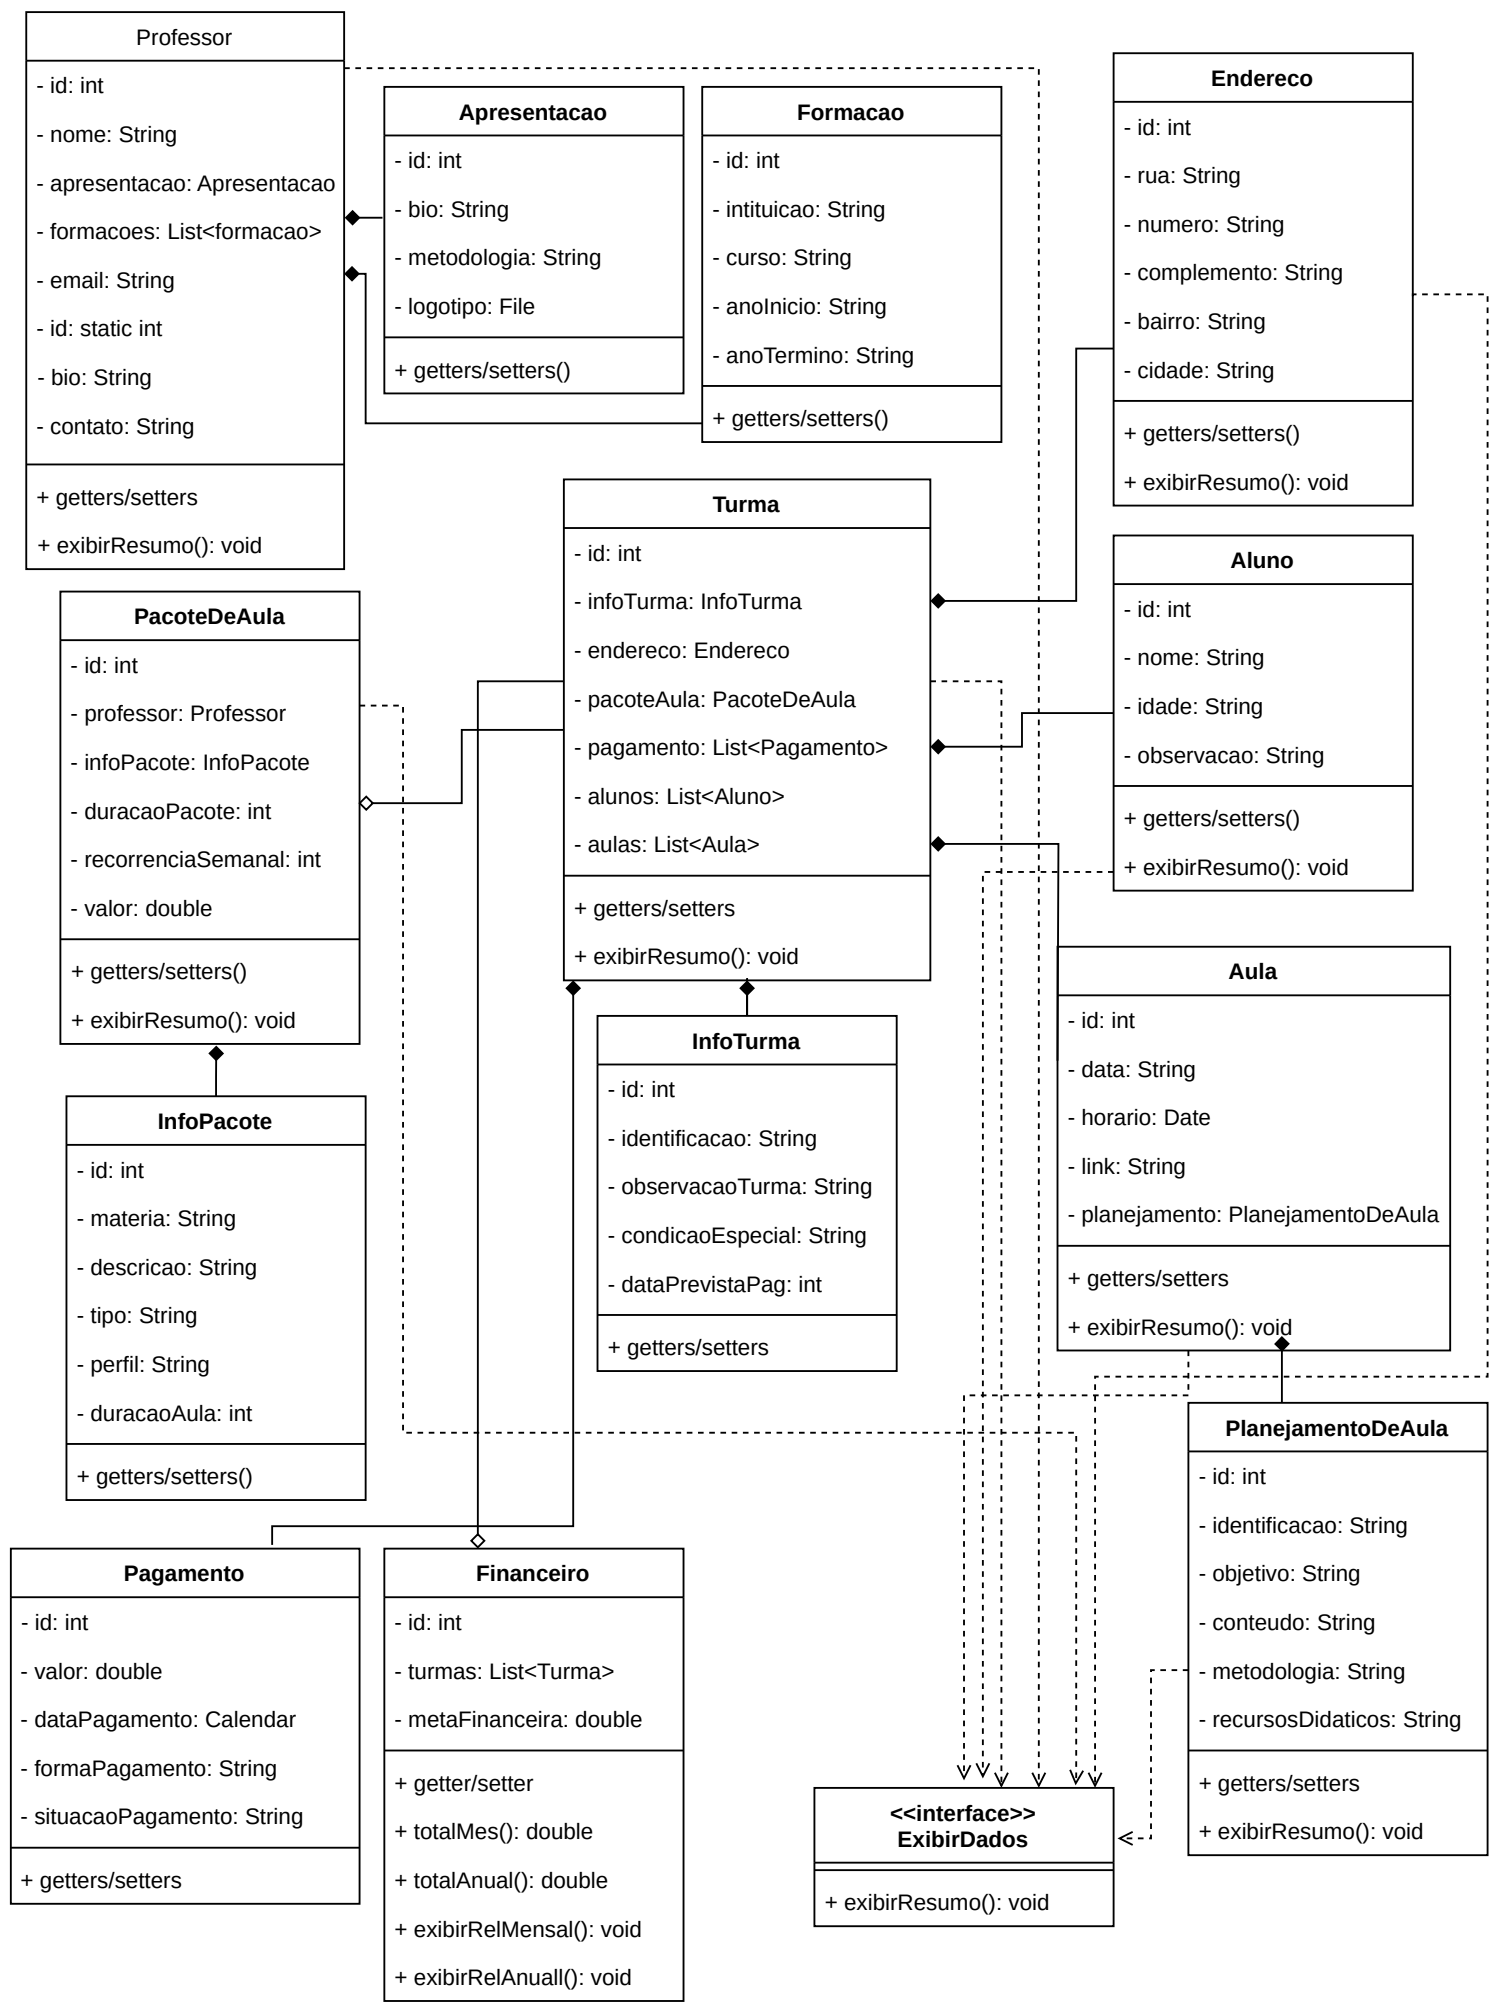 Professor
- id: int
- nome: String
- apresentacao: Apresentacao
- formacoes: List<formacao>
- email: String
- id: static int
- bio: String
- contato: String
+ getters/setters
+ exibirResumo(): void
Apresentacao
- id: int
- bio: String
- metodologia: String
- logotipo: File
+ getters/setters()
Formacao
- id: int
- intituicao: String
- curso: String
- anoInicio: String
- anoTermino: String
+ getters/setters()
Endereco
- id: int
- rua: String
- numero: String
- complemento: String
- bairro: String
- cidade: String
+ getters/setters()
+ exibirResumo(): void
Turma
- id: int
- infoTurma: InfoTurma
- endereco: Endereco
- pacoteAula: PacoteDeAula
- pagamento: List<Pagamento>
- alunos: List<Aluno>
- aulas: List<Aula>
+ getters/setters
+ exibirResumo(): void
Aluno
- id: int
- nome: String
- idade: String
- observacao: String
+ getters/setters()
+ exibirResumo(): void
PacoteDeAula
- id: int
- professor: Professor
- infoPacote: InfoPacote
- duracaoPacote: int
- recorrenciaSemanal: int
- valor: double
+ getters/setters()
+ exibirResumo(): void
Aula
- id: int
- data: String
- horario: Date
- link: String
- planejamento: PlanejamentoDeAula
+ getters/setters
+ exibirResumo(): void
InfoTurma
- id: int
- identificacao: String
- observacaoTurma: String
- condicaoEspecial: String
- dataPrevistaPag: int
+ getters/setters
InfoPacote
- id: int
- materia: String
- descricao: String
- tipo: String
- perfil: String
- duracaoAula: int
+ getters/setters()
PlanejamentoDeAula
- id: int
- identificacao: String
- objetivo: String
- conteudo: String
- metodologia: String
- recursosDidaticos: String
+ getters/setters
+ exibirResumo(): void
Pagamento
- id: int
- valor: double
- dataPagamento: Calendar
- formaPagamento: String
- situacaoPagamento: String
+ getters/setters
Financeiro
- id: int
- turmas: List<Turma>
- metaFinanceira: double
+ getter/setter
+ totalMes(): double
+ totalAnual(): double
+ exibirRelMensal(): void
+ exibirRelAnuall(): void
<<interface>>
ExibirDados
+ exibirResumo(): void